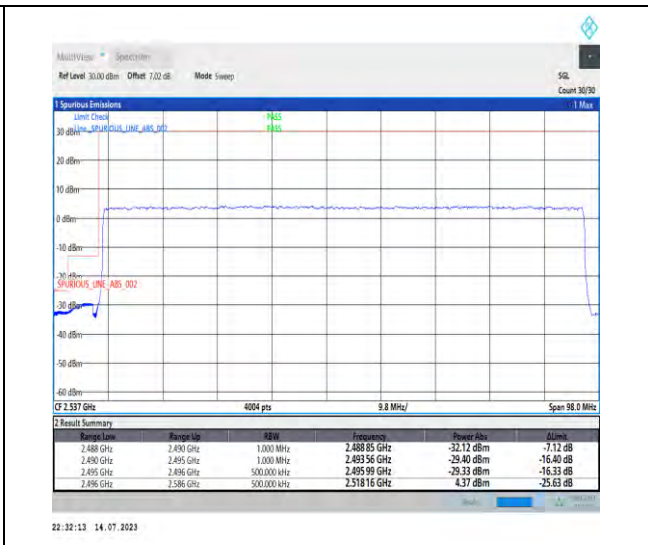 MultiView Spectrum
Ref Level 30.00 dBm Offset 7.02 dB Mode Sweep SGL
Count 30/30
1 Spurious Emissions 1 Max
Limit Check PASS
30 dBm Line _SPURIOUS_LINE_ABS_002 PASS
20 dBm
10 dBm
0 dBm
-10 dBm
-20 dBm
_SPURIOUS_LINE_ABS_002
-30 dBm
-40 dBm
-50 dBm
-60 dBm
CF 2.537 GHz 4004 pts 9.8 MHz/ Span 98.0 MHz
2 Result Summary
Range Low Range Up RBW Frequency Power Abs ΔLimit
2.488 GHz 2.490 GHz 1.000 MHz 2.488 85 GHz -32.12 dBm -7.12 dB
2.490 GHz 2.495 GHz 1.000 MHz 2.493 56 GHz -29.40 dBm -16.40 dB
2.495 GHz 2.496 GHz 500.000 kHz 2.495 99 GHz -29.33 dBm -16.33 dB
2.496 GHz 2.586 GHz 500.000 kHz 2.518 16 GHz 4.37 dBm -25.63 dB
22:32:13 14.07.2023